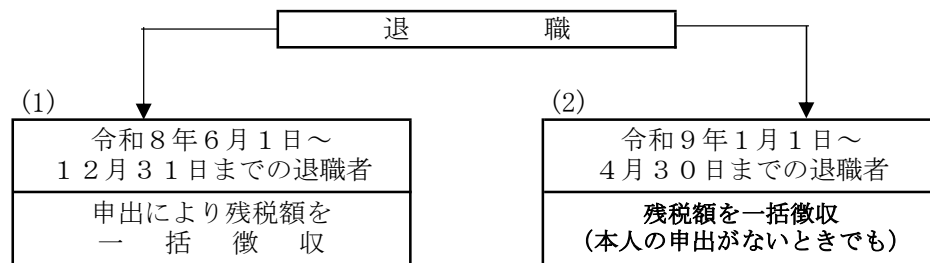 退　　職
(1)
令和８年６月１日～
１２月３１日までの退職者
申出により残税額を
一　括　徴　収
(2)
令和９年１月１日～
４月３０日までの退職者
残税額を一括徴収
（本人の申出がないときでも）